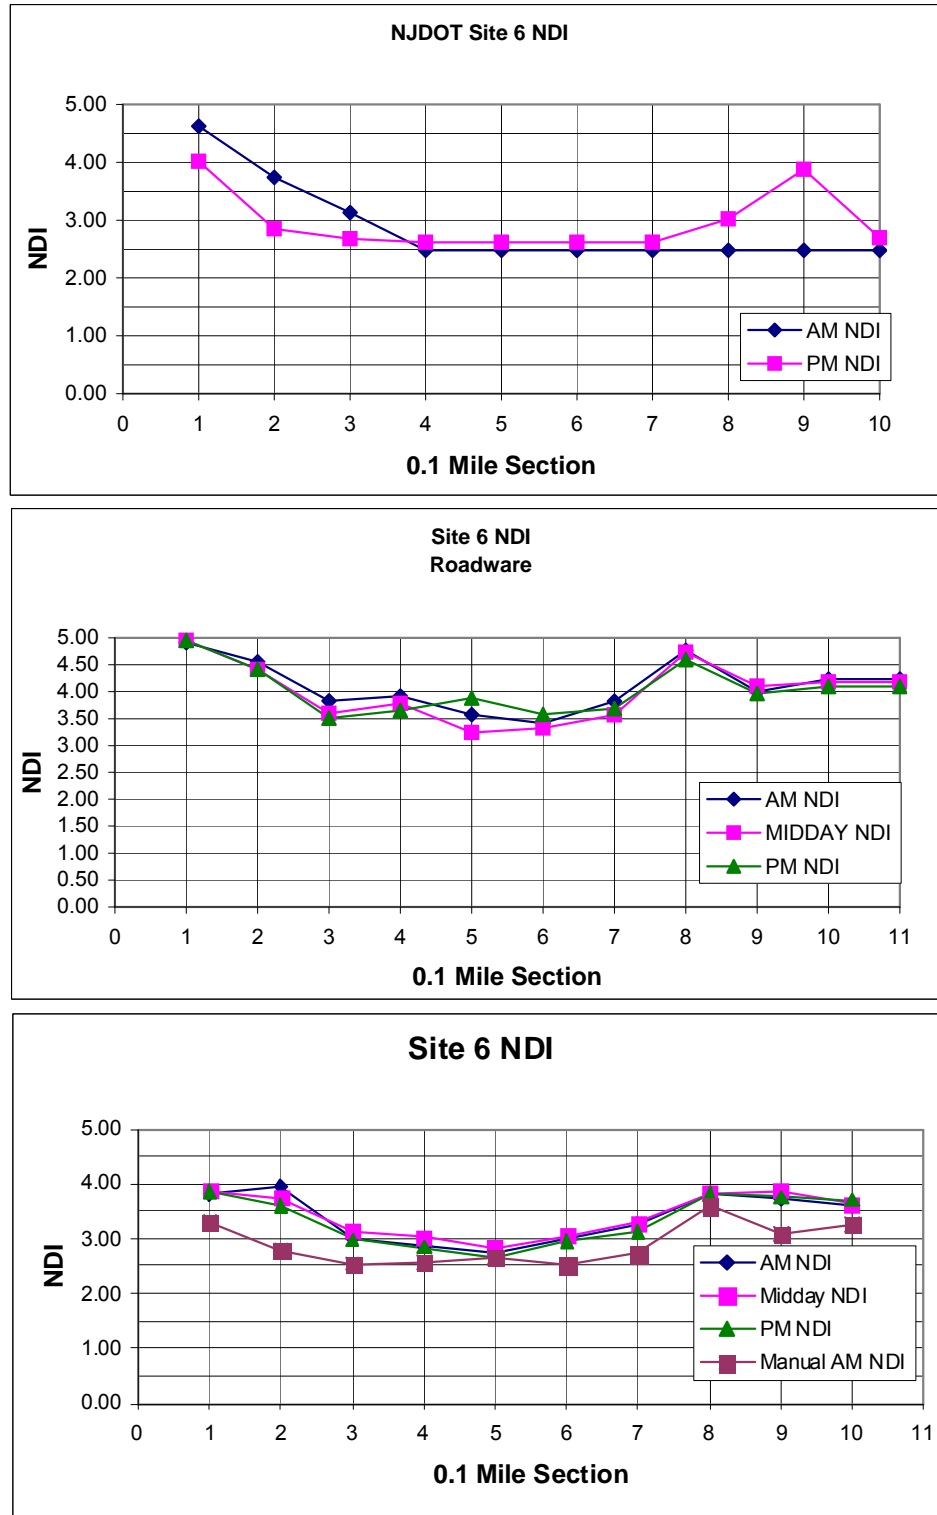 NJDOT Site 6 NDI
5.00
4.00
3.00
2.00
1.00
0.00
NDI
0 1 2 3 4 5 6 7 8 9 10
0.1 Mile Section
AM NDI
PM NDI
Site 6 NDI
Roadware
5.00
4.50
4.00
3.50
3.00
2.50
2.00
1.50
1.00
0.50
0.00
NDI
0 1 2 3 4 5 6 7 8 9 10 11
0.1 Mile Section
AM NDI
MIDDAY NDI
PM NDI
Site 6 NDI
5.00
4.00
3.00
2.00
1.00
0.00
NDI
0 1 2 3 4 5 6 7 8 9 10 11
0.1 Mile Section
AM NDI
Midday NDI
PM NDI
Manual AM NDI